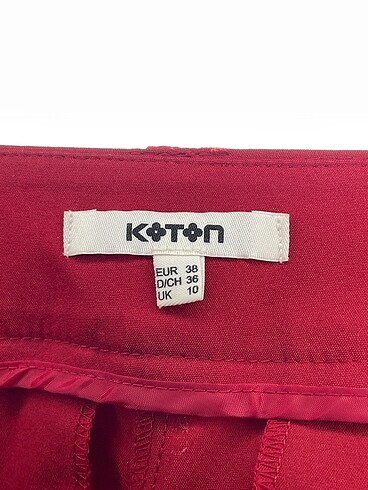 KOTON
EUR 38
D/CH 36
UK 10